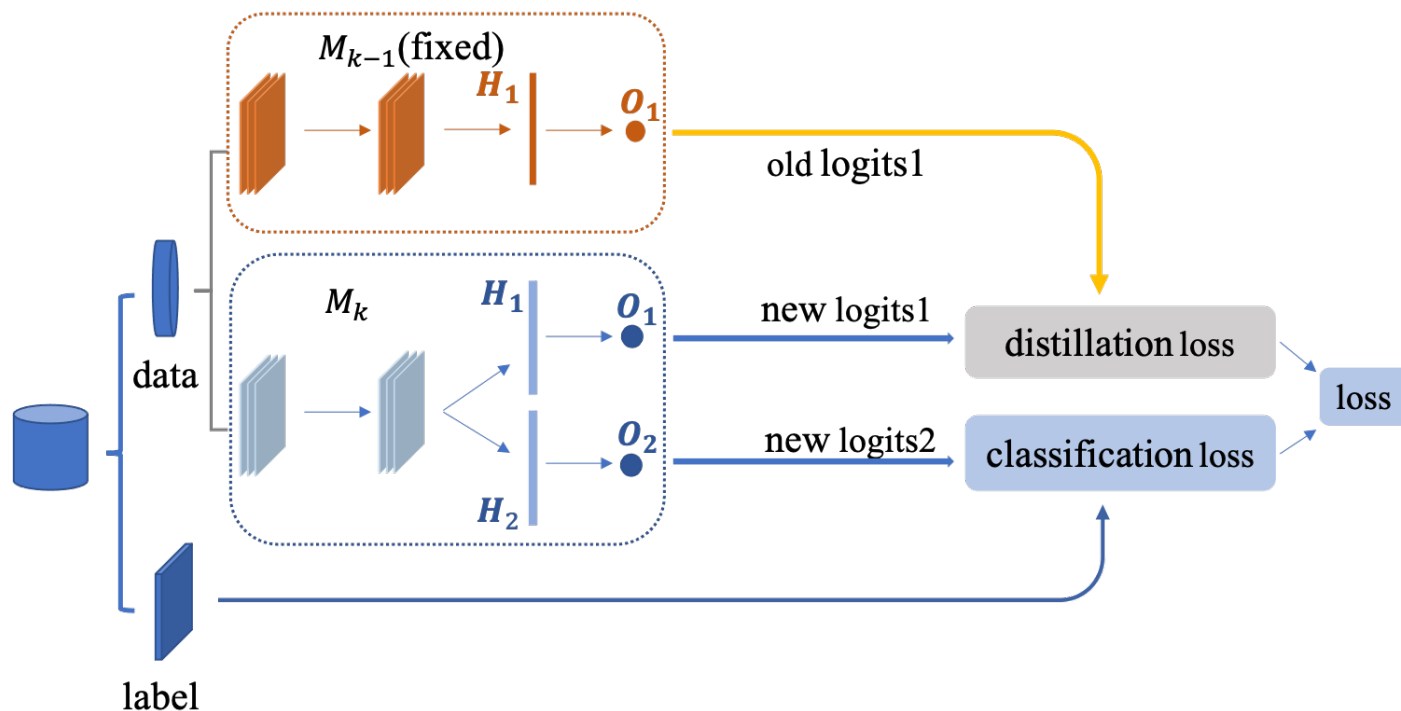 M_{k-1}(fixed)
H_1
O_1
old logits1
M_k
H_1
O_1
new logits1
distillation loss
data
loss
H_2
O_2
new logits2
classification loss
label